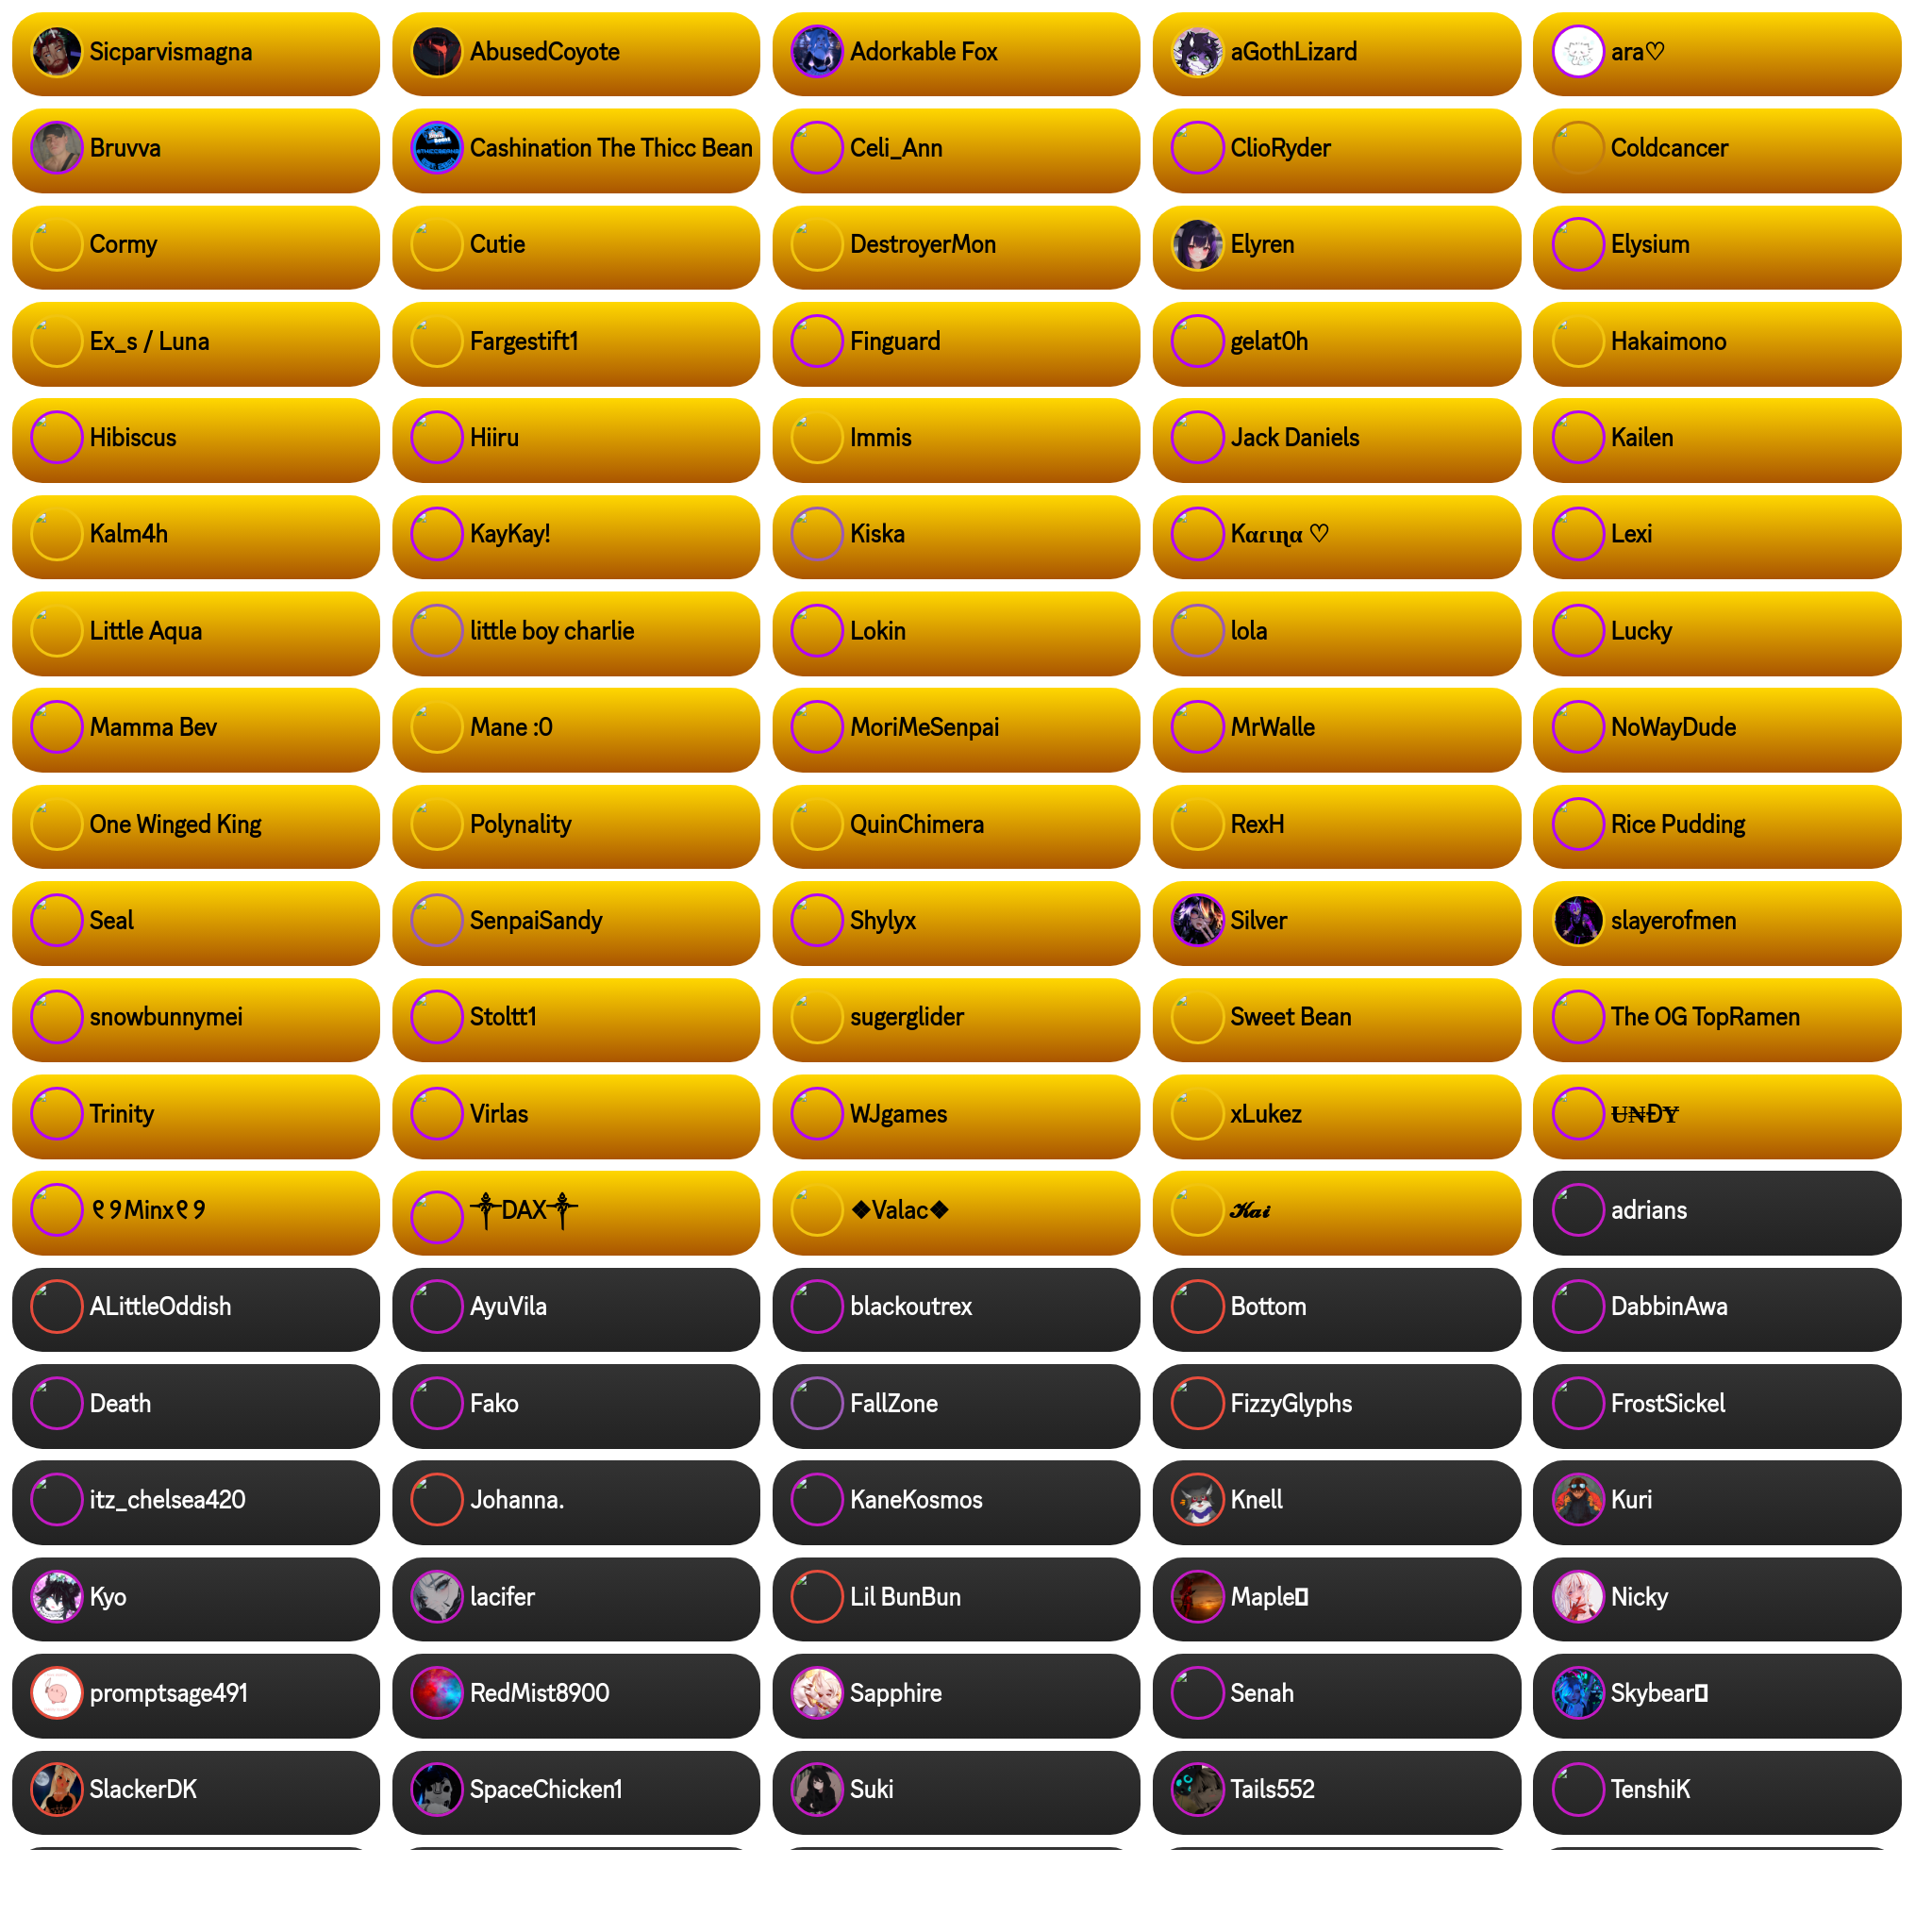 Sicparvismagna
AbusedCoyote
Adorkable Fox
aGothLizard
ara♡
Bruvva
Cashination The Thicc Bean
Celi_Ann
ClioRyder
Coldcancer
Cormy
Cutie
DestroyerMon
Elyren
Elysium
Ex_s / Luna
Fargestift1
Finguard
gelat0h
Hakaimono
Hibiscus
Hiiru
Immis
Jack Daniels
Kailen
Kalm4h
KayKay!
Kiska
Kαɾιɳα ♡
Lexi
Little Aqua
little boy charlie
Lokin
lola
Lucky
Mamma Bev
Mane :0
MoriMeSenpai
MrWalle
NoWayDude
One Winged King
Polynality
QuinChimera
RexH
Rice Pudding
Seal
SenpaiSandy
Shylyx
Silver
slayerofmen
snowbunnymei
Stoltt1
sugerglider
Sweet Bean
The OG TopRamen
Trinity
Virlas
WJgames
xLukez
U̶N̶ĐY̶
୧୨Minx୧୨
༒DAX༒
❖Valac❖
𝓚𝓪𝓲
adrians
ALittleOddish
AyuVila
blackoutrex
Bottom
DabbinAwa
Death
Fako
FallZone
FizzyGlyphs
FrostSickel
itz_chelsea420
Johanna.
KaneKosmos
Knell
Kuri
Kyo
lacifer
Lil BunBun
Maple
Nicky
promptsage491
RedMist8900
Sapphire
Senah
Skybear
SlackerDK
SpaceChicken1
Suki
Tails552
TenshiK